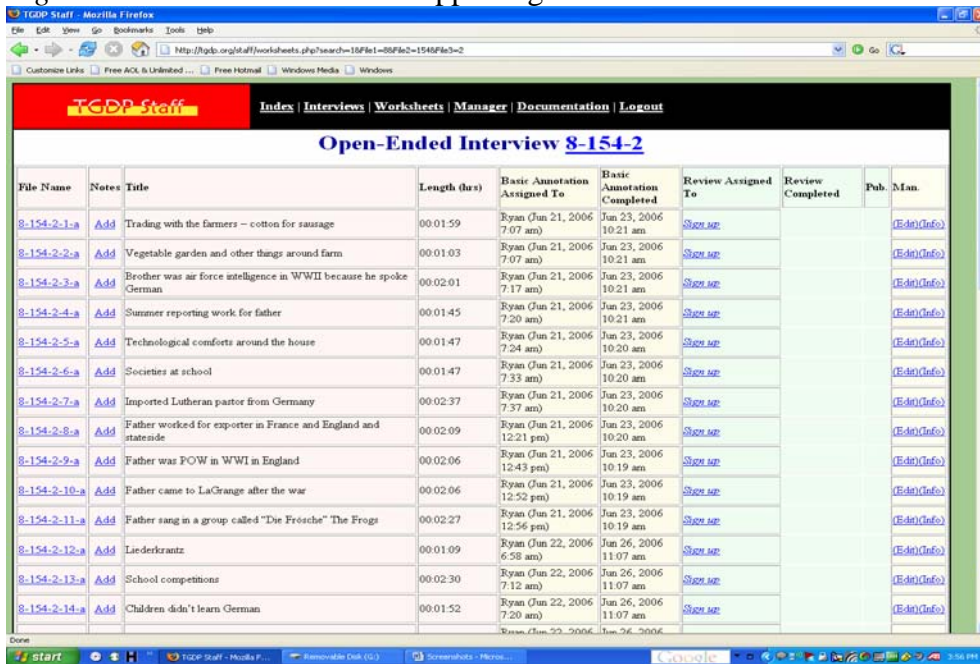 TGDP Staff - Mozilla Firefox
File Edit View Go Bookmarks Tools Help
http://tgdp.org/staff/worksheets.php?search=1&File1=8&File2=154&File3=2
Go
Customize Links Free AOL & Unlimited ... Free Hotmail Windows Media Windows
TGDP Staff
Index | Interviews | Worksheets | Manager | Documentation | Logout
Open-Ended Interview 8-154-2
File Name Notes Title Length (hrs) Basic Annotation Assigned To Basic Annotation Completed Review Assigned To Review Completed Pub. Man.
8-154-2-1-a Add Trading with the farmers -- cotton for sausage 00:01:59 Ryan (Jun 21, 2006 7:07 am) Jun 23, 2006 10:21 am Sign up (Edit)(Info)
8-154-2-2-a Add Vegetable garden and other things around farm 00:01:03 Ryan (Jun 21, 2006 7:07 am) Jun 23, 2006 10:21 am Sign up (Edit)(Info)
8-154-2-3-a Add Brother was air force intelligence in WWII because he spoke German 00:02:01 Ryan (Jun 21, 2006 7:17 am) Jun 23, 2006 10:21 am Sign up (Edit)(Info)
8-154-2-4-a Add Summer reporting work for father 00:01:45 Ryan (Jun 21, 2006 7:20 am) Jun 23, 2006 10:21 am Sign up (Edit)(Info)
8-154-2-5-a Add Technological comforts around the house 00:01:47 Ryan (Jun 21, 2006 7:24 am) Jun 23, 2006 10:20 am Sign up (Edit)(Info)
8-154-2-6-a Add Societies at school 00:01:47 Ryan (Jun 21, 2006 7:33 am) Jun 23, 2006 10:20 am Sign up (Edit)(Info)
8-154-2-7-a Add Imported Lutheran pastor from Germany 00:02:37 Ryan (Jun 21, 2006 7:37 am) Jun 23, 2006 10:20 am Sign up (Edit)(Info)
8-154-2-8-a Add Father worked for exporter in France and England and stateside 00:02:09 Ryan (Jun 21, 2006 12:21 pm) Jun 23, 2006 10:20 am Sign up (Edit)(Info)
8-154-2-9-a Add Father was POW in WWI in England 00:02:06 Ryan (Jun 21, 2006 12:43 pm) Jun 23, 2006 10:19 am Sign up (Edit)(Info)
8-154-2-10-a Add Father came to LaGrange after the war 00:02:06 Ryan (Jun 21, 2006 12:52 pm) Jun 23, 2006 10:19 am Sign up (Edit)(Info)
8-154-2-11-a Add Father sang in a group called "Die Frösche" The Frogs 00:02:27 Ryan (Jun 21, 2006 12:56 pm) Jun 23, 2006 10:19 am Sign up (Edit)(Info)
8-154-2-12-a Add Liederkrantz 00:01:09 Ryan (Jun 22, 2006 6:58 am) Jun 26, 2006 11:07 am Sign up (Edit)(Info)
8-154-2-13-a Add School competitions 00:02:30 Ryan (Jun 22, 2006 7:12 am) Jun 26, 2006 11:07 am Sign up (Edit)(Info)
8-154-2-14-a Add Children didn't learn German 00:01:52 Ryan (Jun 22, 2006 7:20 am) Jun 26, 2006 11:07 am Sign up (Edit)(Info)
Ryan (Jun 22, 2006 Jun 26, 2006
Done
start TGDP Staff - Mozilla F... Removable Disk (G:) Screenshots - Micros... Google 3:56 PM